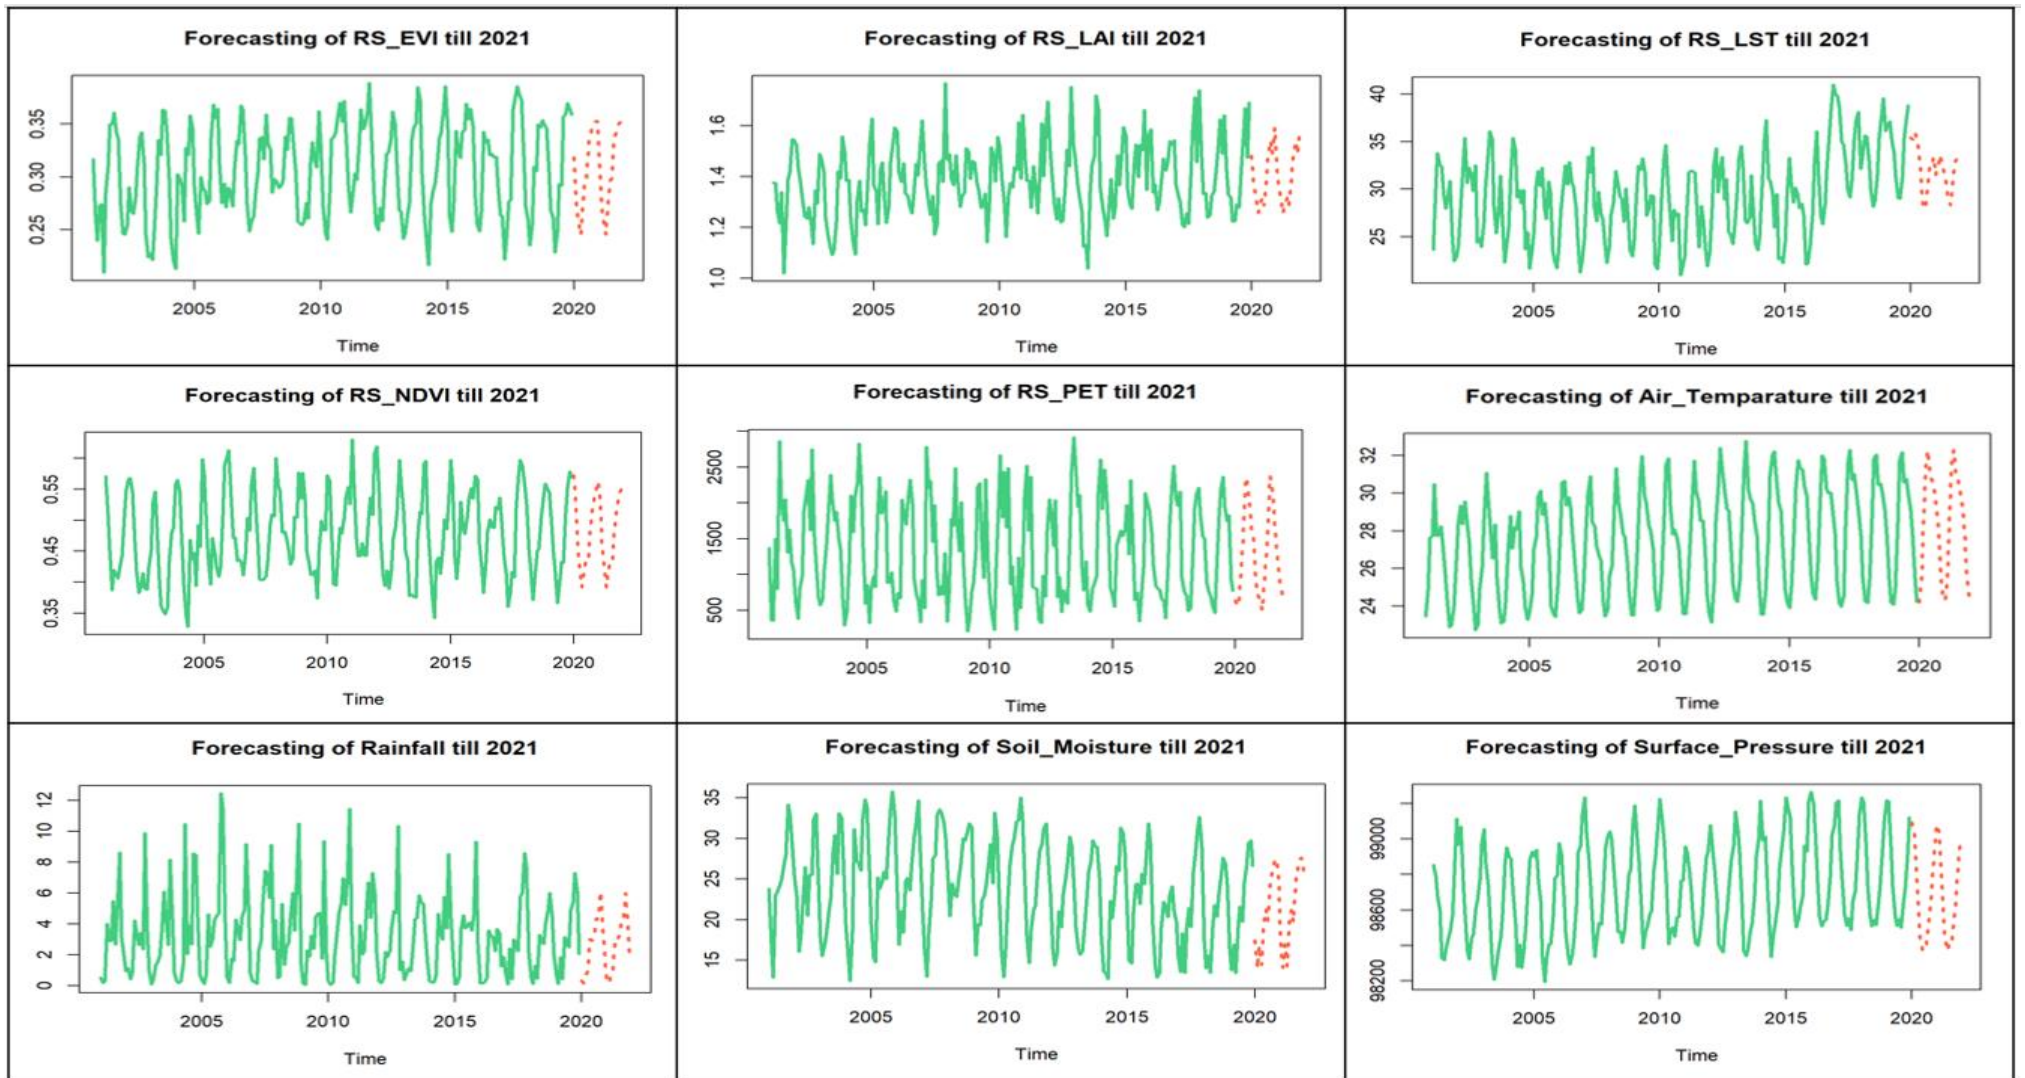 Forecasting of RS_EVI till 2021
0.35
0.30
0.25
2005 2010 2015 2020
Time
Forecasting of RS_LAI till 2021
1.6
1.4
1.2
1.0
2005 2010 2015 2020
Time
Forecasting of RS_LST till 2021
40
35
30
25
2005 2010 2015 2020
Time
Forecasting of RS_NDVI till 2021
0.55
0.45
0.35
2005 2010 2015 2020
Time
Forecasting of RS_PET till 2021
2500
1500
500
2005 2010 2015 2020
Time
Forecasting of Air_Temparature till 2021
32
30
28
26
24
2005 2010 2015 2020
Time
Forecasting of Rainfall till 2021
12
10
8
6
4
2
0
2005 2010 2015 2020
Time
Forecasting of Soil_Moisture till 2021
35
30
25
20
15
2005 2010 2015 2020
Time
Forecasting of Surface_Pressure till 2021
99000
98600
98200
2005 2010 2015 2020
Time